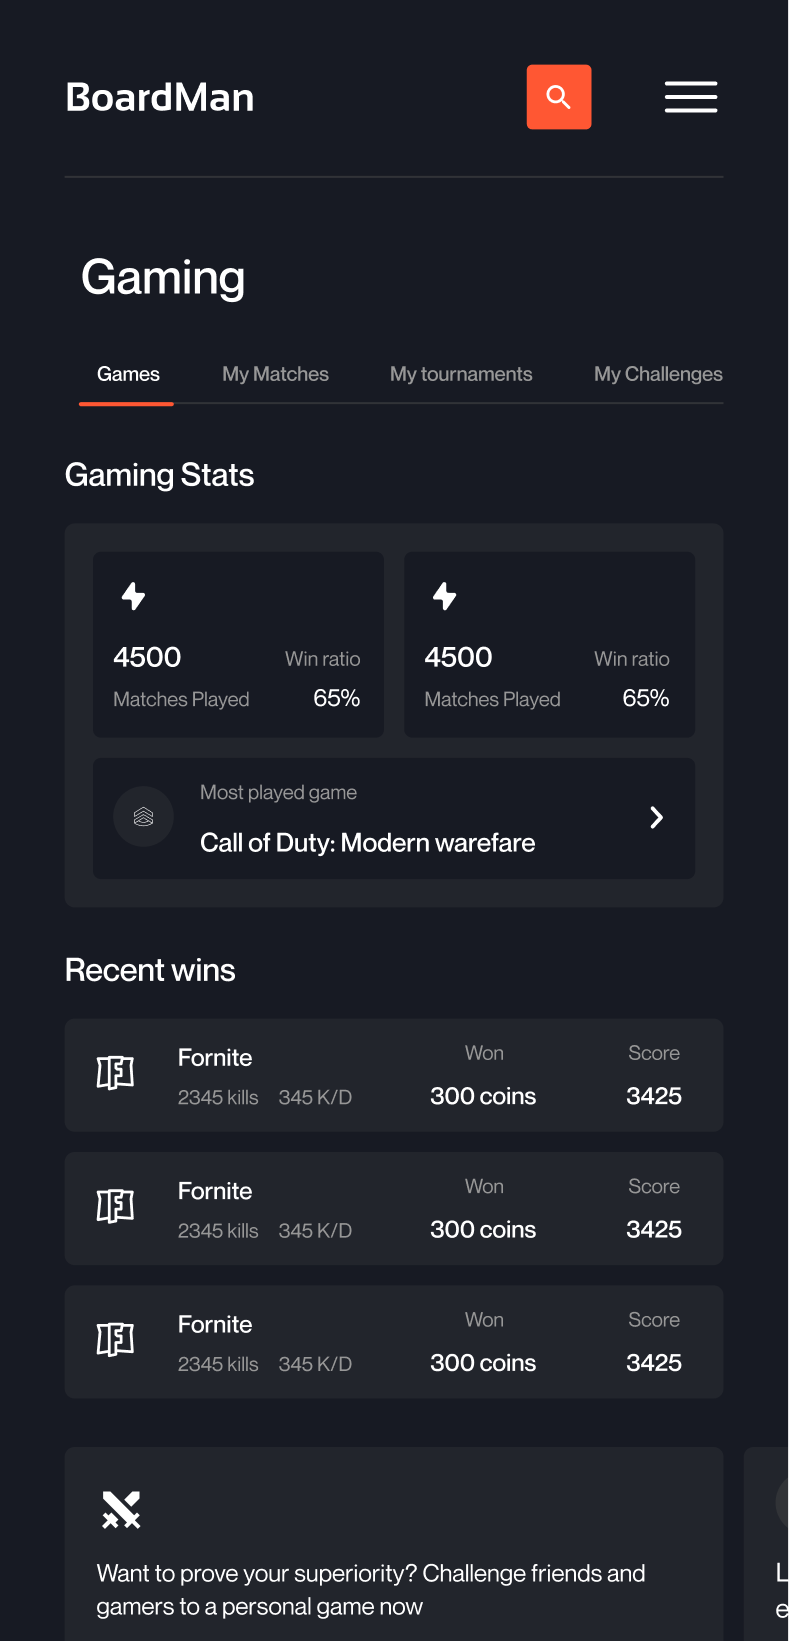 BoardMan
Gaming
Games My Matches My tournaments My Challenges
Gaming Stats
4500 Win ratio
Matches Played 65%
4500 Win ratio
Matches Played 65%
Most played game
Call of Duty: Modern warefare
Recent wins
Fornite Won Score
2345 kills 345 K/D 300 coins 3425
Fornite Won Score
2345 kills 345 K/D 300 coins 3425
Fornite Won Score
2345 kills 345 K/D 300 coins 3425
Want to prove your superiority? Challenge friends and
gamers to a personal game now